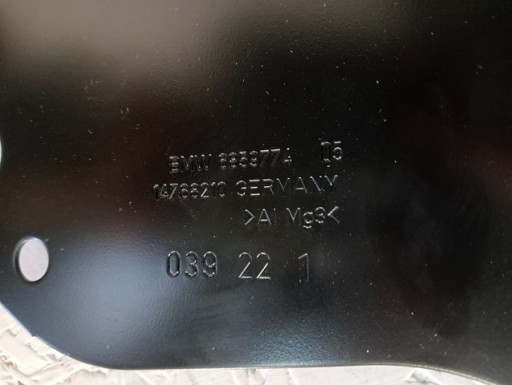 BMW 6859774 05
14768210 GERMANY
>Al Mg3<
039 22 1